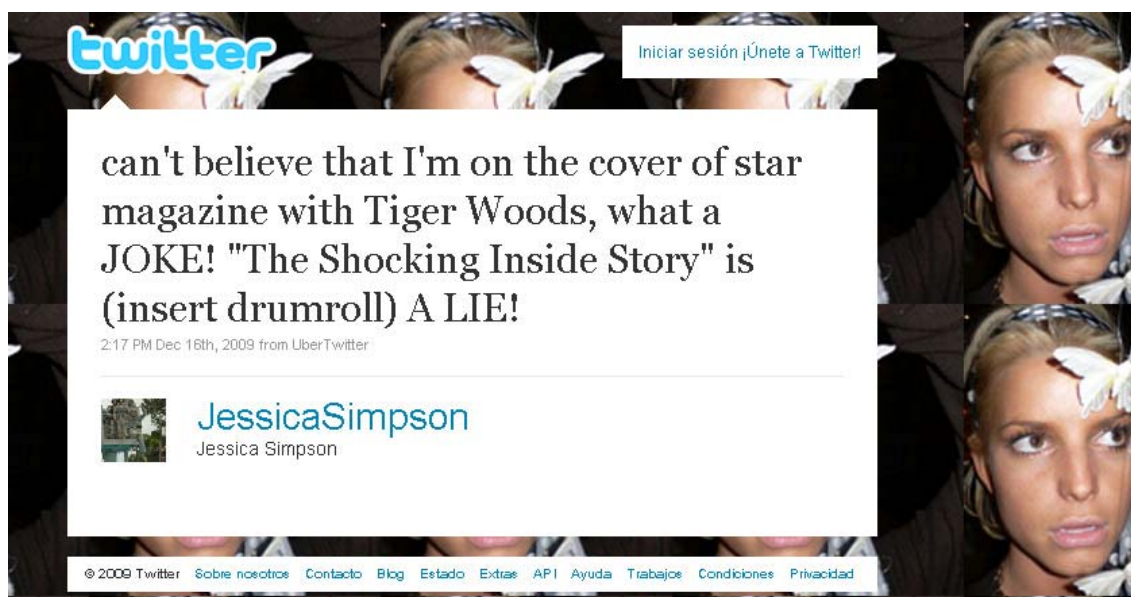 twitter
Iniciar sesión ¡Únete a Twitter!
can't believe that I'm on the cover of star
magazine with Tiger Woods, what a
JOKE! "The Shocking Inside Story" is
(insert drumroll) A LIE!
2:17 PM Dec 16th, 2009 from UberTwitter
JessicaSimpson
Jessica Simpson
© 2009 Twitter Sobre nosotros Contacto Blog Estado Extras API Ayuda Trabajos Condiciones Privacidad